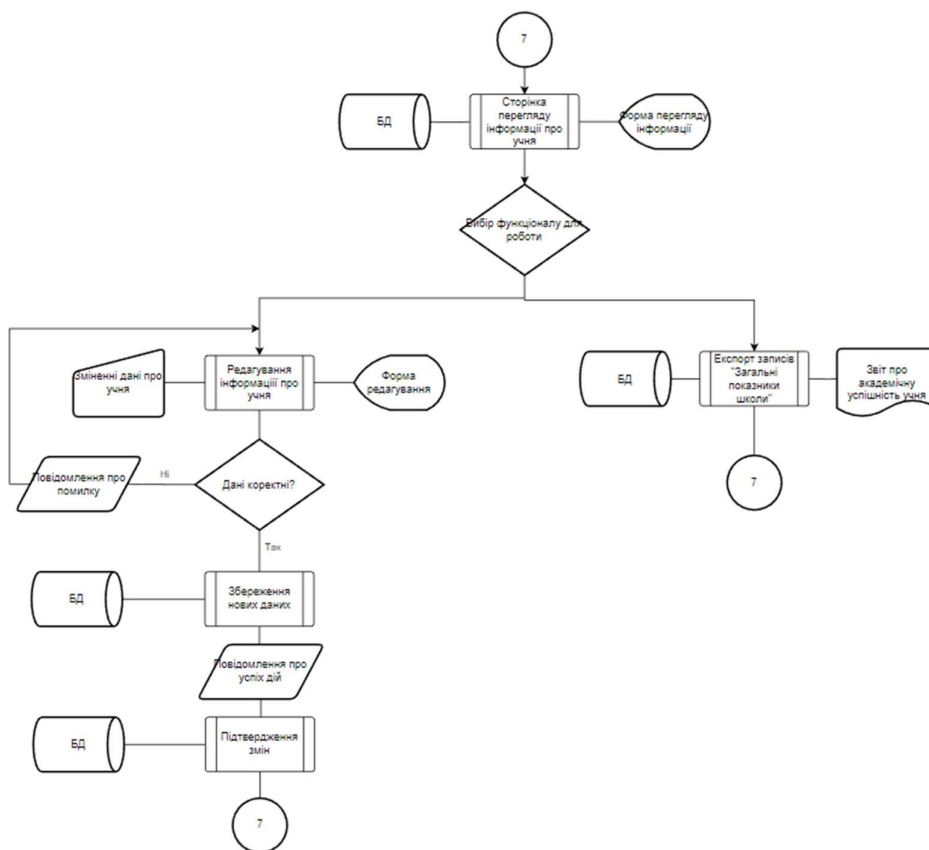 7
БД
Сторінка
перегляду
інформації про
учня
Форма перегляду
інформації
Вибір функціоналу для
роботи
Зміненні дані про
учня
Редагування
інформаціії про
учня
Форма
редагування
БД
Експорт записів
"Загальні
показники
школи"
Звіт про
академічну
успішність учня
Повідомлення про
помилку
Ні
Дані коректні?
7
Так
БД
Збереження
нових даних
Повідомлення про
успіх дій
БД
Підтвердження
змін
7